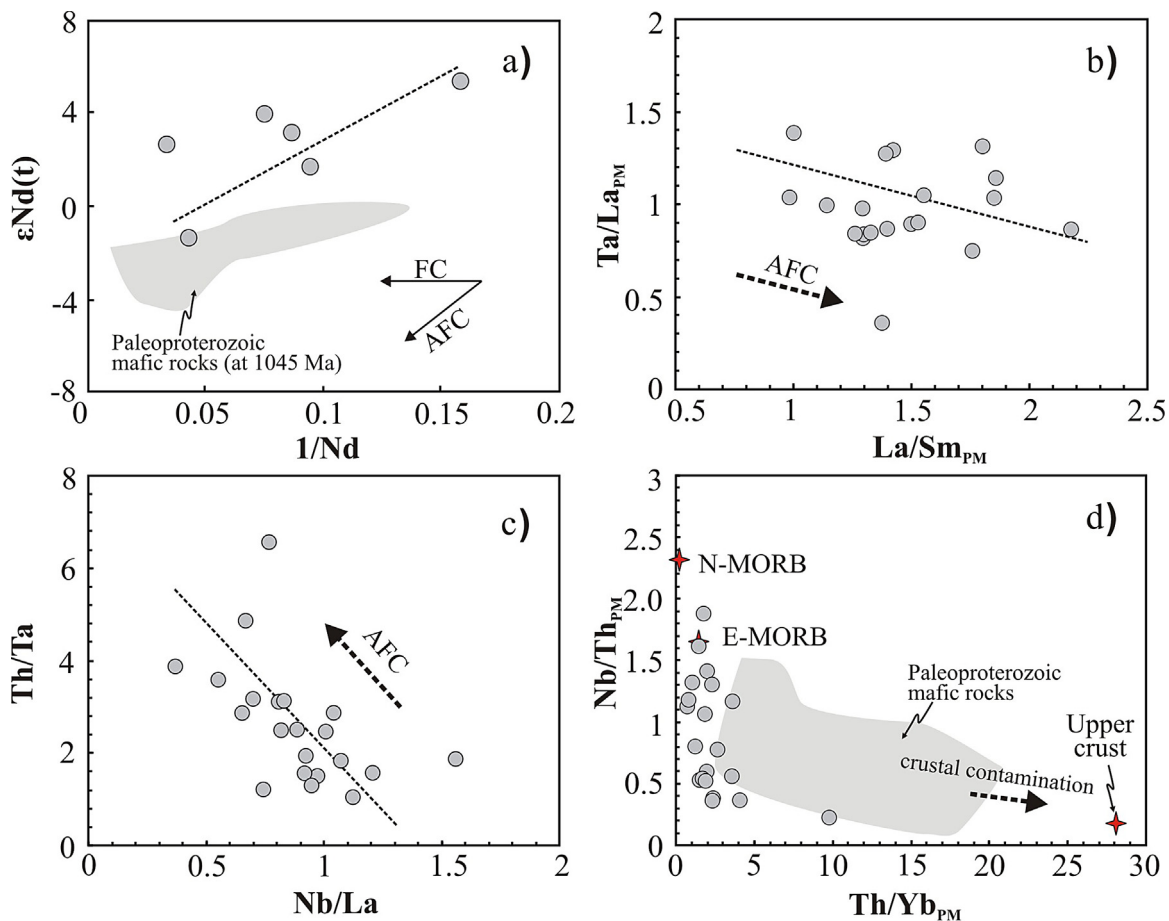 a)
εNd(t)
8
4
0
-4
-8
FC
AFC
Paleoproterozoic
mafic rocks (at 1045 Ma)
0
0.05
0.1
0.15
0.2
1/Nd
b)
Ta/LaPM
2
1.5
1
0.5
0
AFC
0.5
1
1.5
2
2.5
La/SmPM
c)
Th/Ta
8
6
4
2
0
AFC
0
0.5
1
1.5
2
Nb/La
d)
Nb/ThPM
3
2.5
2.0
1.5
1
0.5
0
N-MORB
E-MORB
Paleoproterozoic
mafic rocks
Upper
crust
crustal contamination
0
5
10
15
20
25
30
Th/YbPM